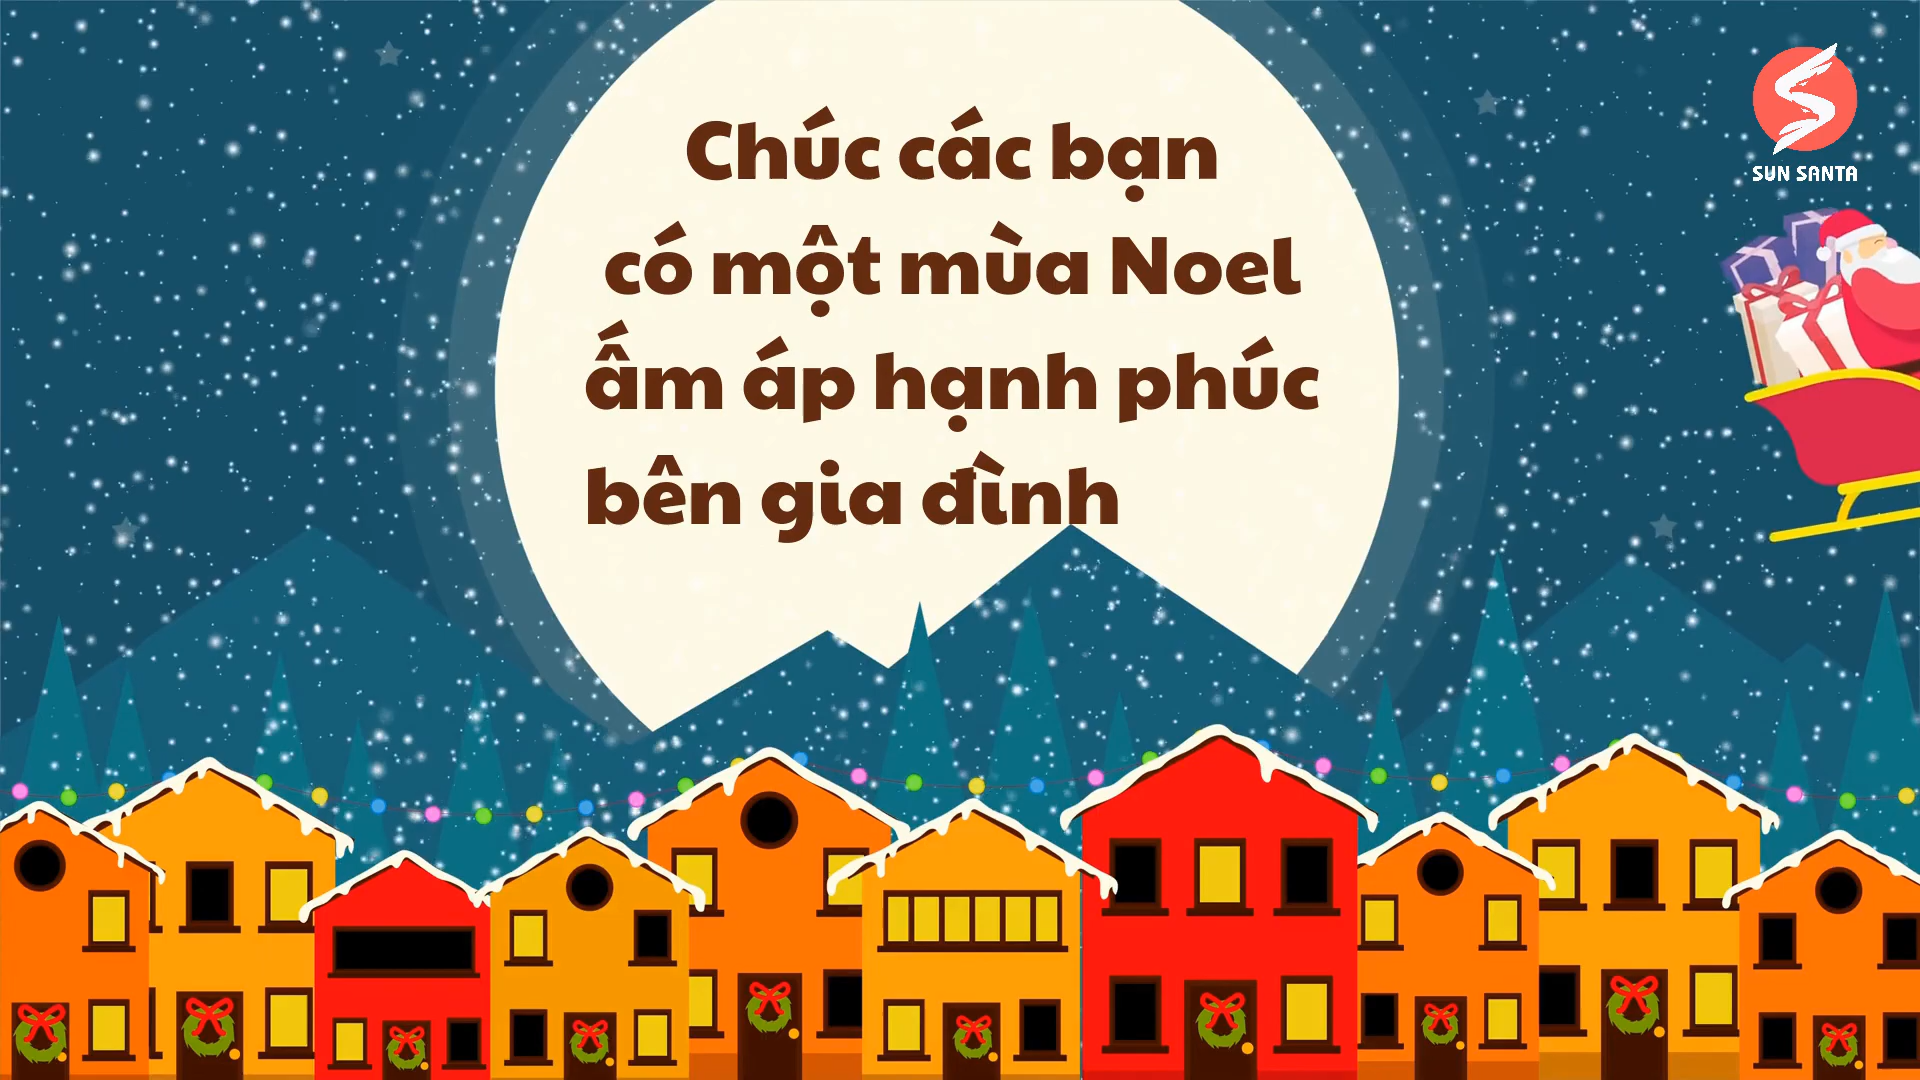 Chúc các bạn
có một mùa Noel
ấm áp hạnh phúc
bên gia đình
SUN SANTA